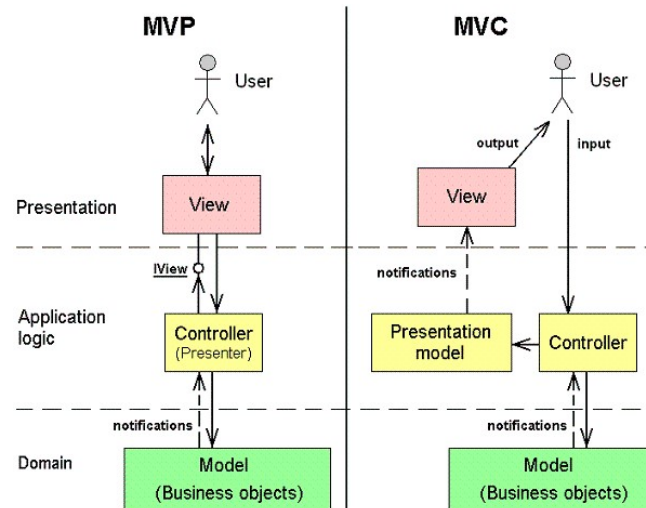 MVP
MVC
User
User
output
input
Presentation
View
View
IView
notifications
Application
logic
Controller
(Presenter)
Presentation
model
Controller
notifications
notifications
Domain
Model
(Business objects)
Model
(Business objects)